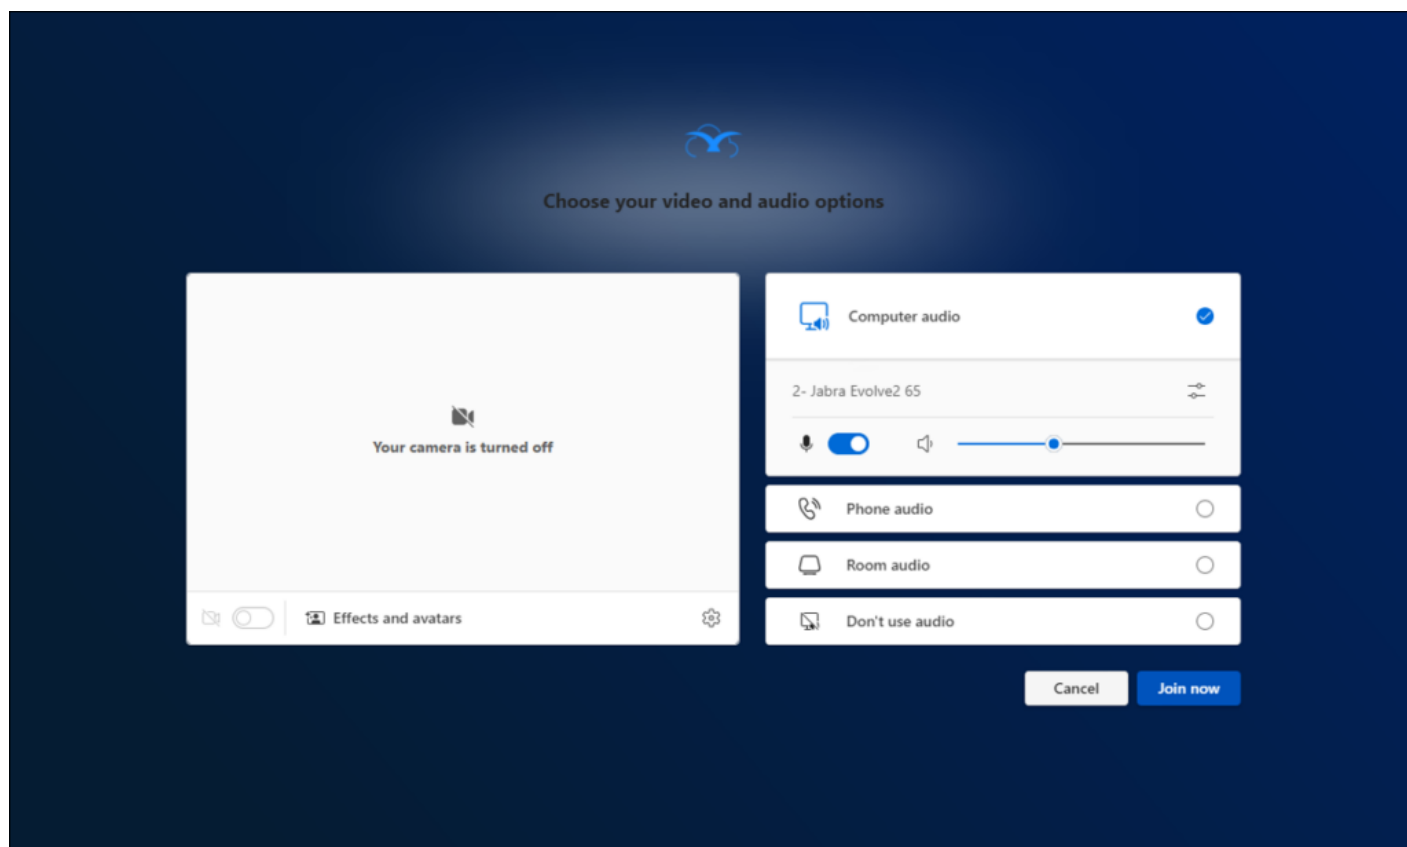 Choose your video and audio options
Your camera is turned off
Effects and avatars
Computer audio
2- Jabra Evolve2 65
Phone audio
Room audio
Don't use audio
Cancel
Join now